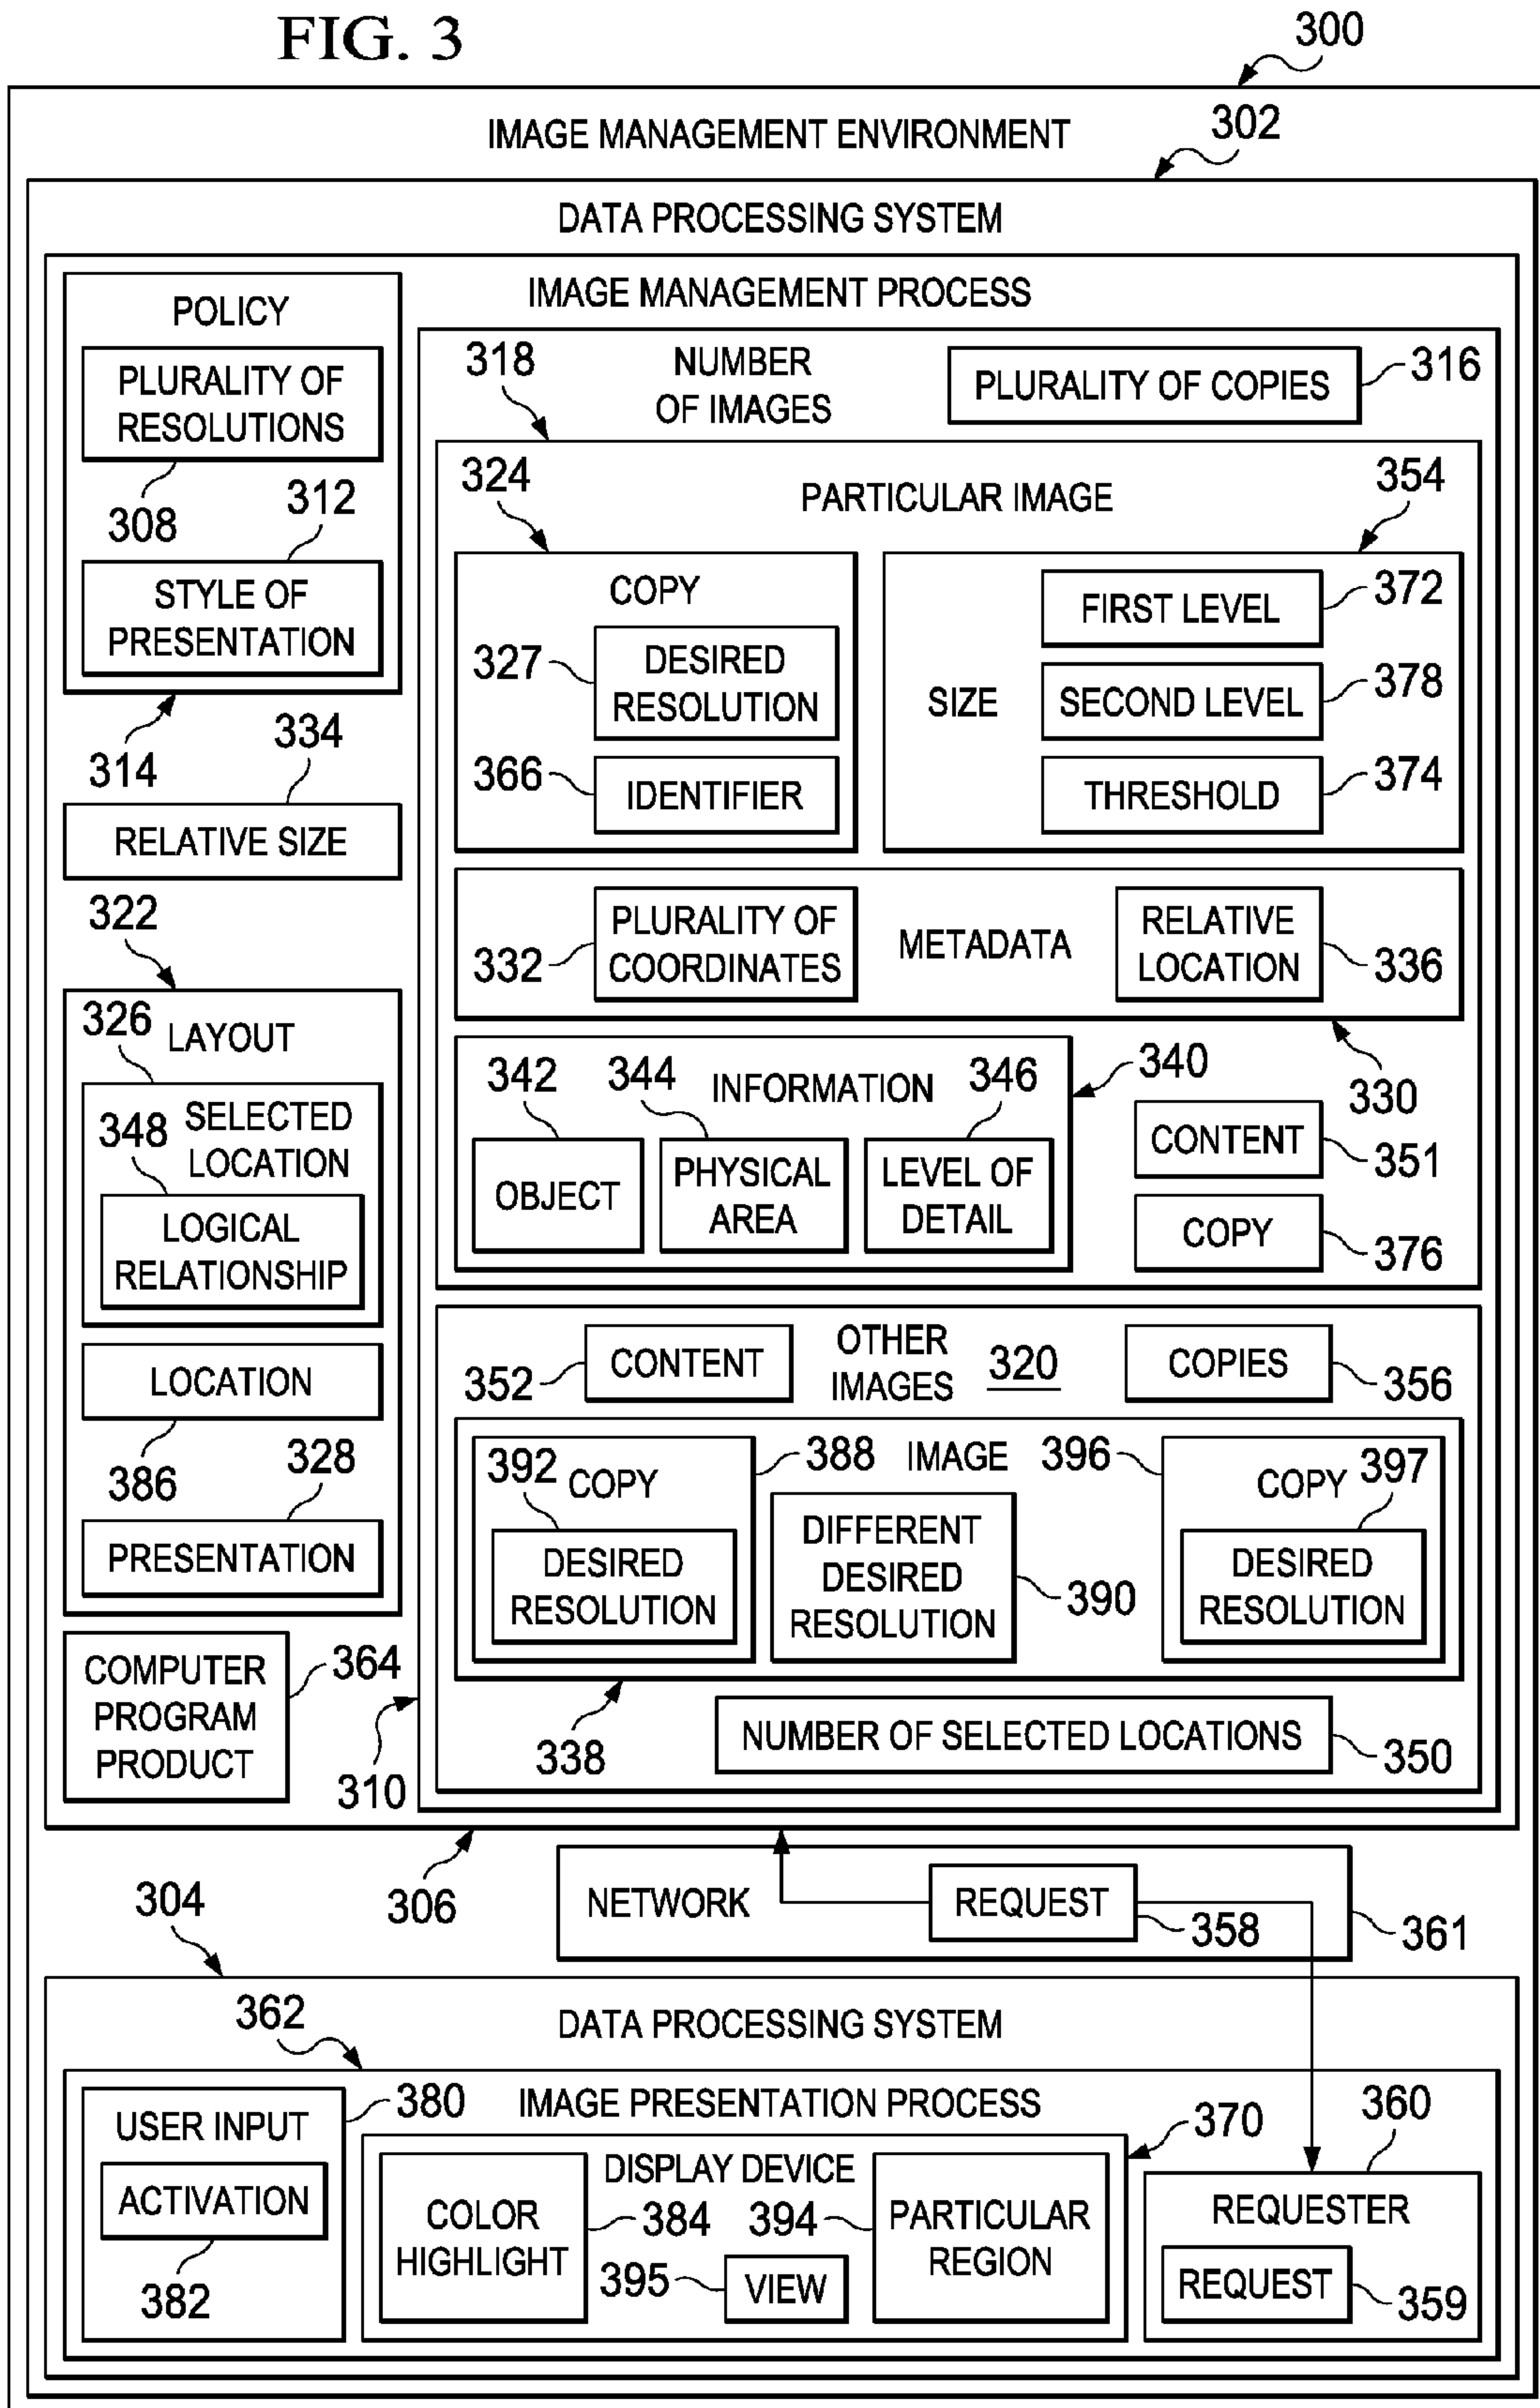 FIG. 3
300
IMAGE MANAGEMENT ENVIRONMENT
302
DATA PROCESSING SYSTEM
IMAGE MANAGEMENT PROCESS
POLICY
PLURALITY OF
RESOLUTIONS
308
312
STYLE OF
PRESENTATION
314
334
RELATIVE SIZE
322
326
LAYOUT
348
SELECTED
LOCATION
LOGICAL
RELATIONSHIP
LOCATION
386
328
PRESENTATION
COMPUTER
PROGRAM
PRODUCT
364
310
306
318
NUMBER
OF IMAGES
PLURALITY OF COPIES
316
324
PARTICULAR IMAGE
354
COPY
327
DESIRED
RESOLUTION
366
IDENTIFIER
SIZE
FIRST LEVEL
372
SECOND LEVEL
378
THRESHOLD
374
332
PLURALITY OF
COORDINATES
METADATA
RELATIVE
LOCATION
336
330
342
344
INFORMATION
346
340
OBJECT
PHYSICAL
AREA
LEVEL OF
DETAIL
CONTENT
351
COPY
376
352
CONTENT
OTHER
IMAGES
320
COPIES
356
392
COPY
388
IMAGE
396
COPY
397
DESIRED
RESOLUTION
DIFFERENT
DESIRED
RESOLUTION
390
DESIRED
RESOLUTION
338
NUMBER OF SELECTED LOCATIONS
350
304
NETWORK
REQUEST
358
361
362
DATA PROCESSING SYSTEM
380
IMAGE PRESENTATION PROCESS
370
360
USER INPUT
ACTIVATION
382
DISPLAY DEVICE
COLOR
HIGHLIGHT
384
394
PARTICULAR
REGION
395
VIEW
REQUESTER
REQUEST
359